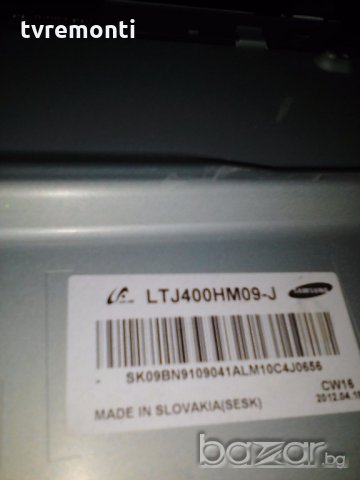 tvremonti
LTJ400HM09-J SAMSUNG
SK09BN9109041ALM10C4J0656
CW16
MADE IN SLOVAKIA(SESK)
bazar.bg